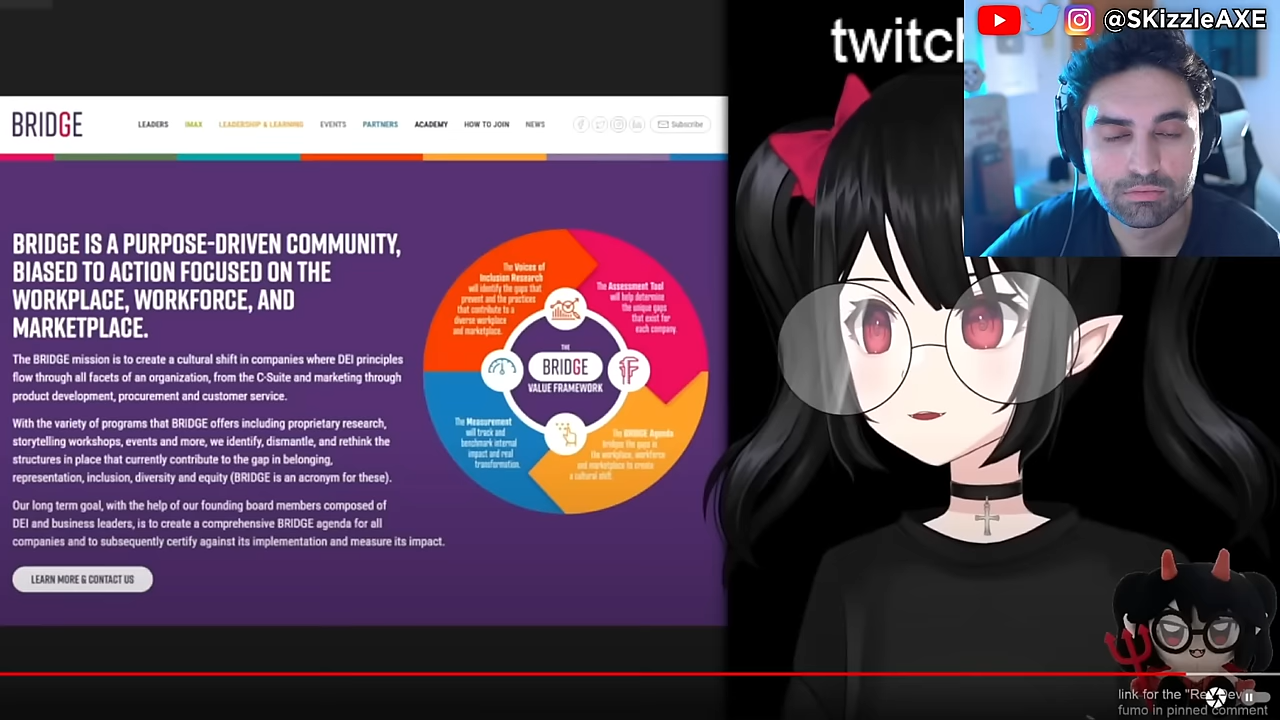 @SKizzleAXE
twitch
BRIDGE
LEADERS IMAX LEADERSHIP & LEARNING EVENTS PARTNERS ACADEMY HOW TO JOIN NEWS Subscribe
BRIDGE IS A PURPOSE-DRIVEN COMMUNITY,
BIASED TO ACTION FOCUSED ON THE
WORKPLACE, WORKFORCE, AND
MARKETPLACE.
The BRIDGE mission is to create a cultural shift in companies where DEI principles
flow through all facets of an organization, from the C-Suite and marketing through
product development, procurement and customer service.
With the variety of programs that BRIDGE offers including proprietary research,
storytelling workshops, events and more, we identify, dismantle, and rethink the
structures in place that currently contribute to the gap in belonging,
representation, inclusion, diversity and equity (BRIDGE is an acronym for these).
Our long term goal, with the help of our founding board members composed of
DEI and business leaders, is to create a comprehensive BRIDGE agenda for all
companies and to subsequently certify against its implementation and measure its impact.
LEARN MORE & CONTACT US
The Voices of
Inclusion Research
will identify the gaps
that prevent and the practices
that contribute to a
diverse workplace
and marketplace.
The Assessment Tool
will help determine
the unique gaps
that exist for
each company.
THE
BRIDGE
VALUE FRAMEWORK
The Measurement
will track and
benchmark internal
impact and real
transformation.
The BRIDGE Agenda
bridges the gaps in
the workplace, workforce
and marketplace to create
a cultural shift.
link for the "Red Devil
fumo in pinned comment